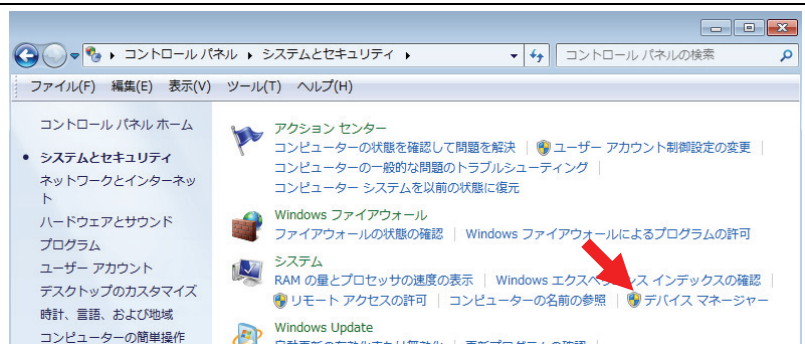 コントロール パネル ▸ システムとセキュリティ ▸
コントロール パネルの検索
ファイル(F) 編集(E) 表示(V) ツール(T) ヘルプ(H)
コントロール パネル ホーム
システムとセキュリティ
ネットワークとインターネッ
ト
ハードウェアとサウンド
プログラム
ユーザー アカウント
デスクトップのカスタマイズ
時計、言語、および地域
コンピューターの簡単操作
アクション センター
コンピューターの状態を確認して問題を解決 ユーザー アカウント制御設定の変更
コンピューターの一般的な問題のトラブルシューティング
コンピューター システムを以前の状態に復元
Windows ファイアウォール
ファイアウォールの状態の確認 Windows ファイアウォールによるプログラムの許可
システム
RAM の量とプロセッサの速度の表示 Windows エクスペリエンス インデックスの確認
リモート アクセスの許可 コンピューターの名前の参照 デバイス マネージャー
Windows Update